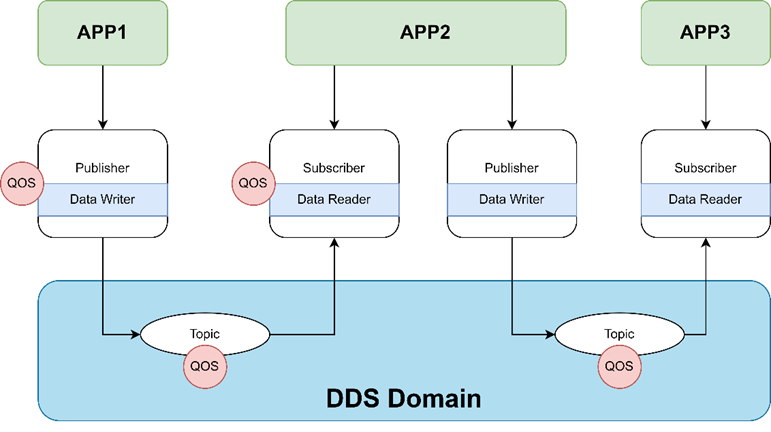 APP1
APP2
APP3
Publisher
Subscriber
Publisher
Subscriber
QOS
Data Writer
QOS
Data Reader
Data Writer
Data Reader
Topic
Topic
QOS
QOS
DDS Domain